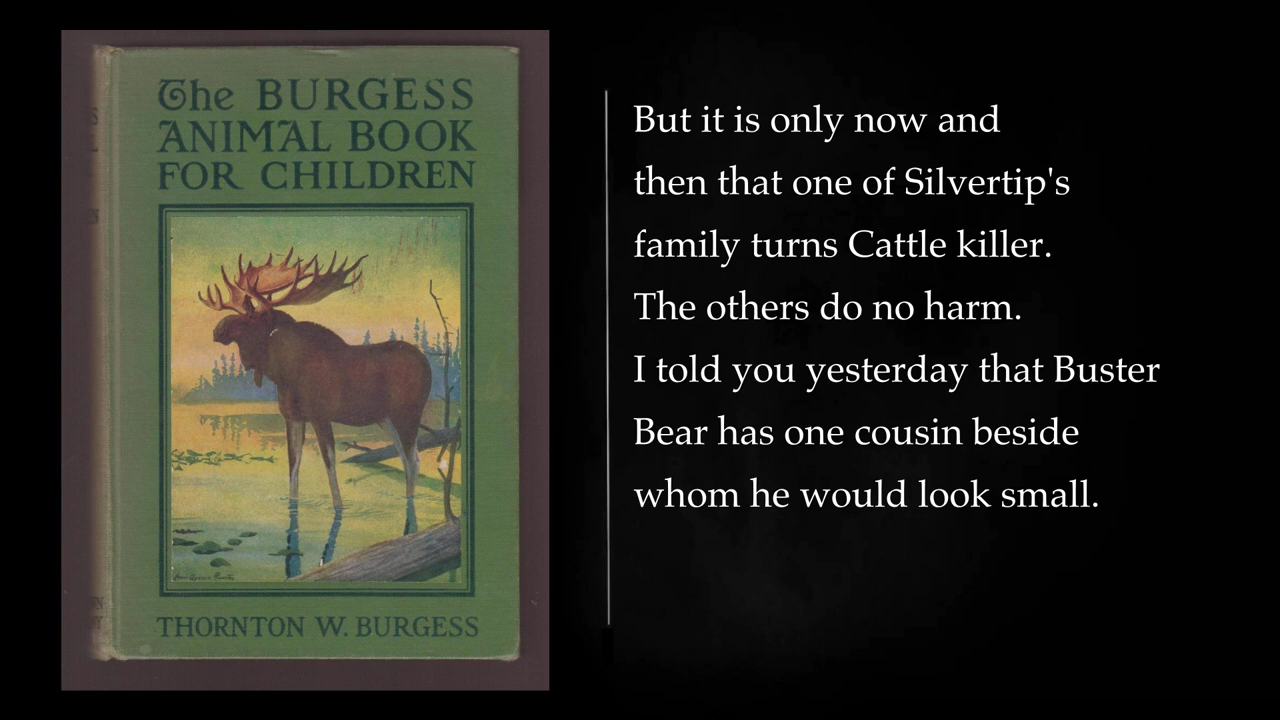 The BURGESS
ANIMAL BOOK
FOR CHILDREN
THORNTON W. BURGESS
But it is only now and
then that one of Silvertip's
family turns Cattle killer.
The others do no harm.
I told you yesterday that Buster
Bear has one cousin beside
whom he would look small.